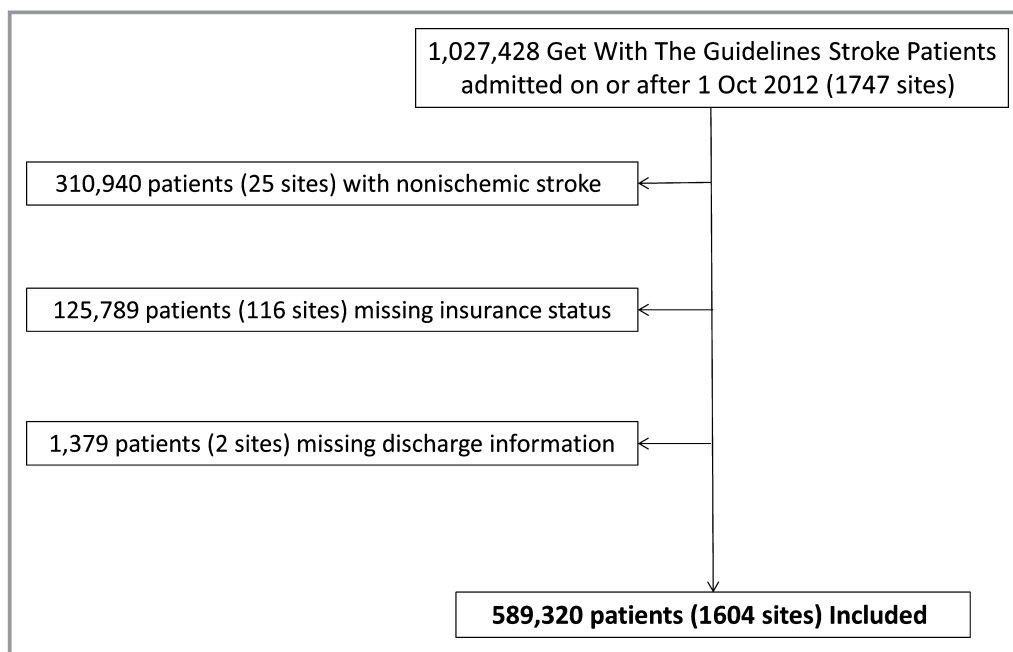 1,027,428 Get With The Guidelines Stroke Patients
admitted on or after 1 Oct 2012 (1747 sites)
310,940 patients (25 sites) with nonischemic stroke
125,789 patients (116 sites) missing insurance status
1,379 patients (2 sites) missing discharge information
589,320 patients (1604 sites) Included